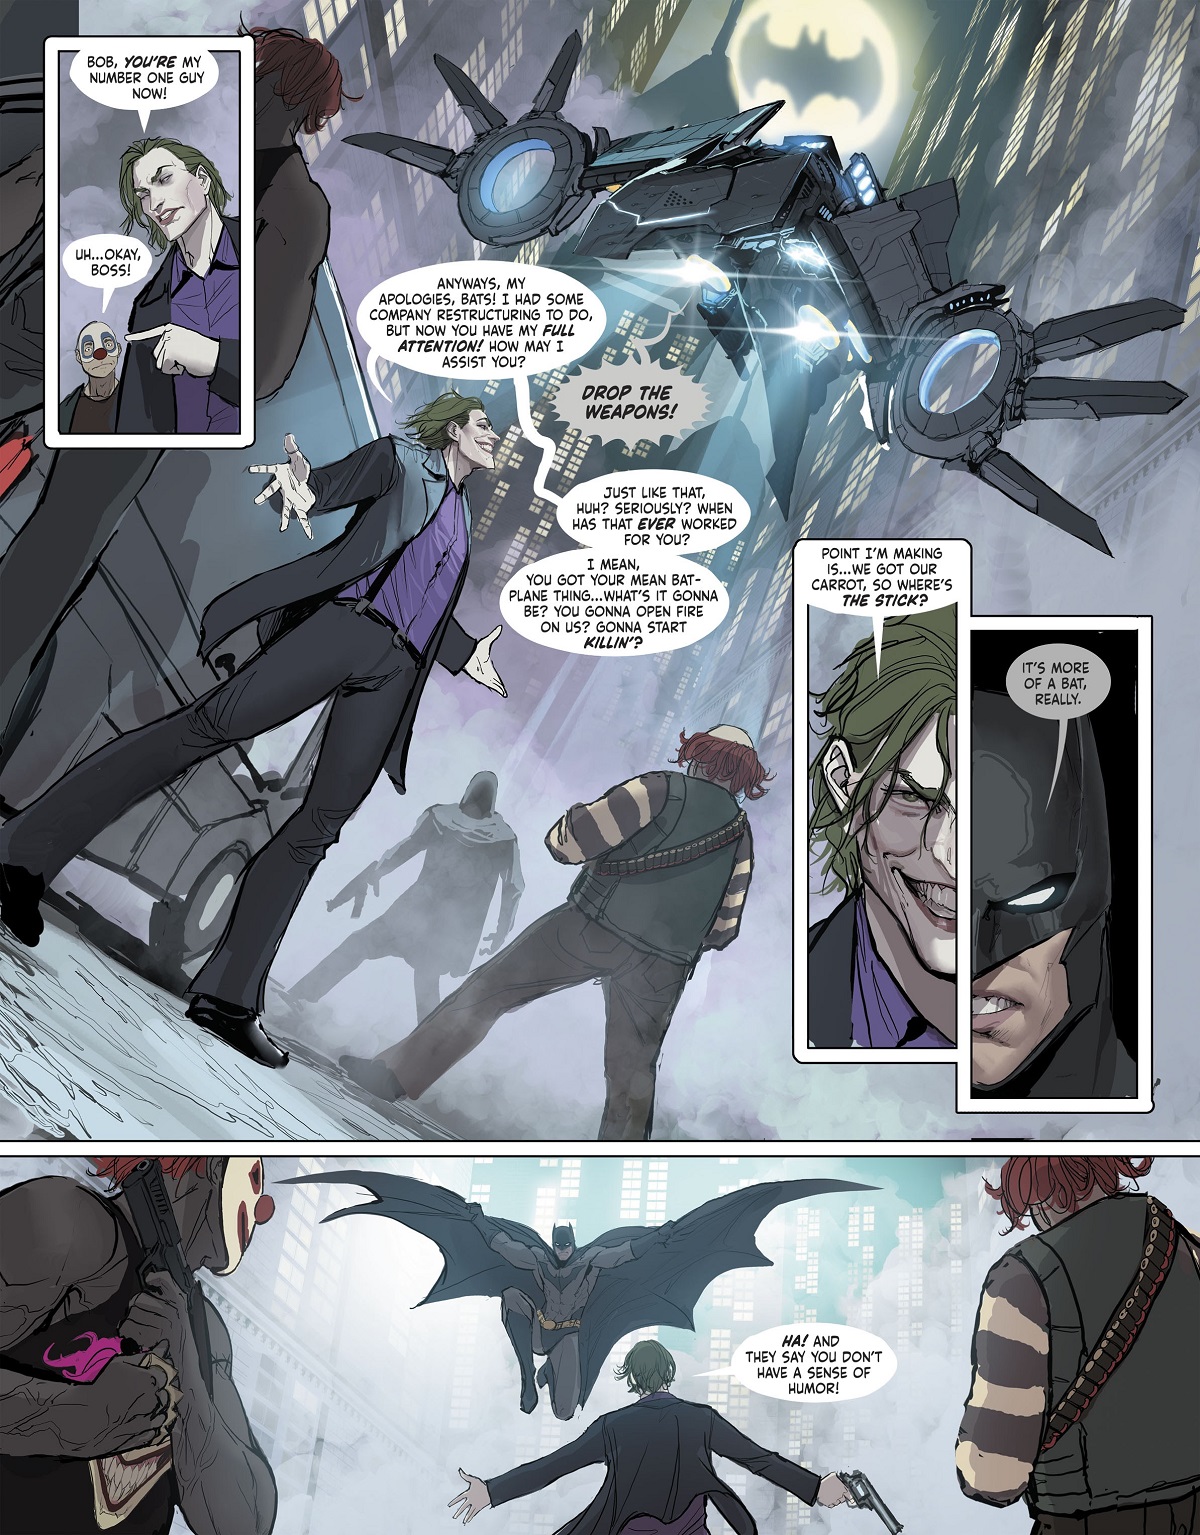 BOB, YOU'RE MY
NUMBER ONE GUY
NOW!
UH...OKAY,
BOSS!
ANYWAYS, MY
APOLOGIES, BATS! I HAD SOME
COMPANY RESTRUCTURING TO DO,
BUT NOW YOU HAVE MY FULL
ATTENTION! HOW MAY I
ASSIST YOU?
DROP THE
WEAPONS!
JUST LIKE THAT,
HUH? SERIOUSLY? WHEN
HAS THAT EVER WORKED
FOR YOU?
I MEAN,
YOU GOT YOUR MEAN BAT-
PLANE THING...WHAT'S IT GONNA
BE? YOU GONNA OPEN FIRE
ON US? GONNA START
KILLIN'?
POINT I'M MAKING
IS...WE GOT OUR
CARROT, SO WHERE'S
THE STICK?
IT'S MORE
OF A BAT,
REALLY.
HA! AND
THEY SAY YOU DON'T
HAVE A SENSE OF
HUMOR!